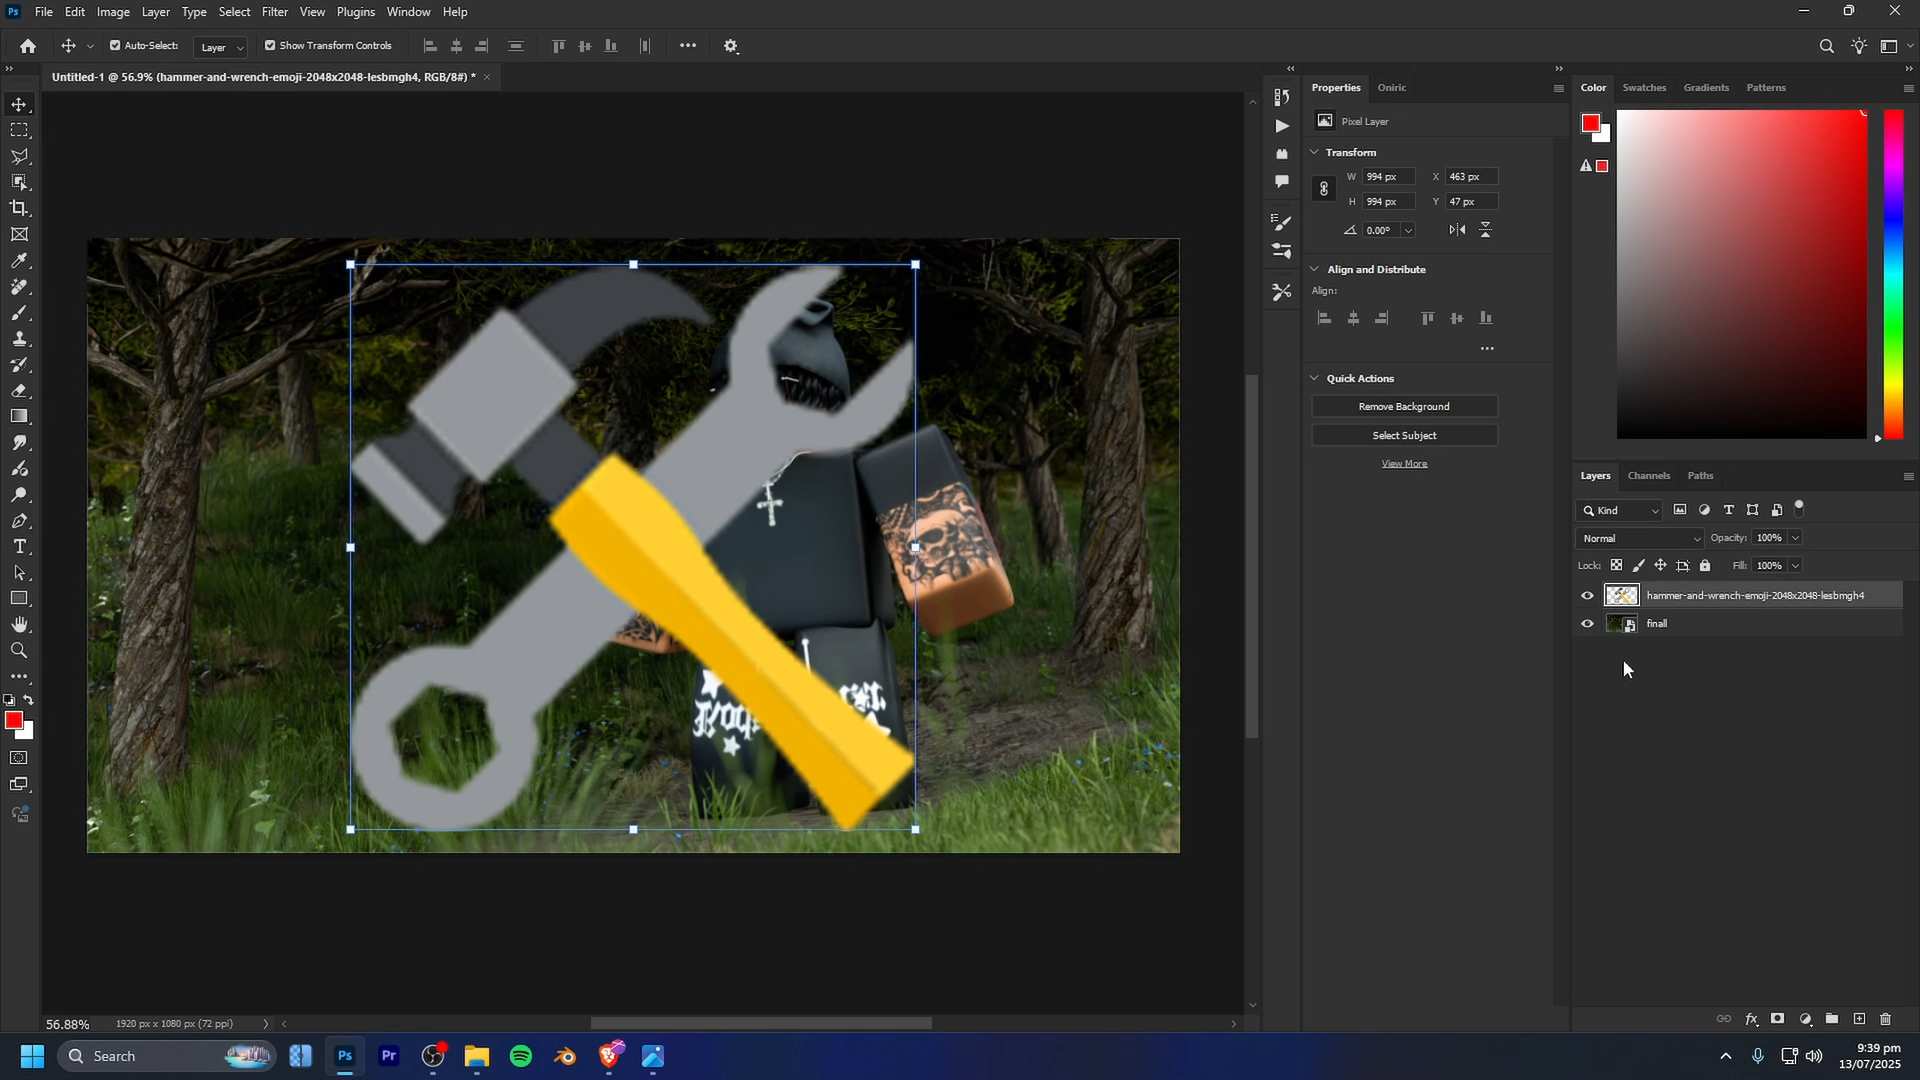 Ps File Edit Image Layer Type Select Filter View Plugins Window Help
Auto-Select: Layer Show Transform Controls
Untitled-1 @ 56.9% (hammer-and-wrench-emoji-2048x2048-lesbmgh4, RGB/8#) *
Properties Oniric
Pixel Layer
Transform
W 994 px X 463 px
H 994 px Y 47 px
0.00°
Align and Distribute
Align:
Quick Actions
Remove Background
Select Subject
View More
Color Swatches Gradients Patterns
Layers Channels Paths
Kind
Normal Opacity: 100%
Lock: Fill: 100%
hammer-and-wrench-emoji-2048x2048-lesbmgh4
finall
56.88% 1920 px x 1080 px (72 ppi)
Search Ps Pr
9:39 pm
13/07/2025